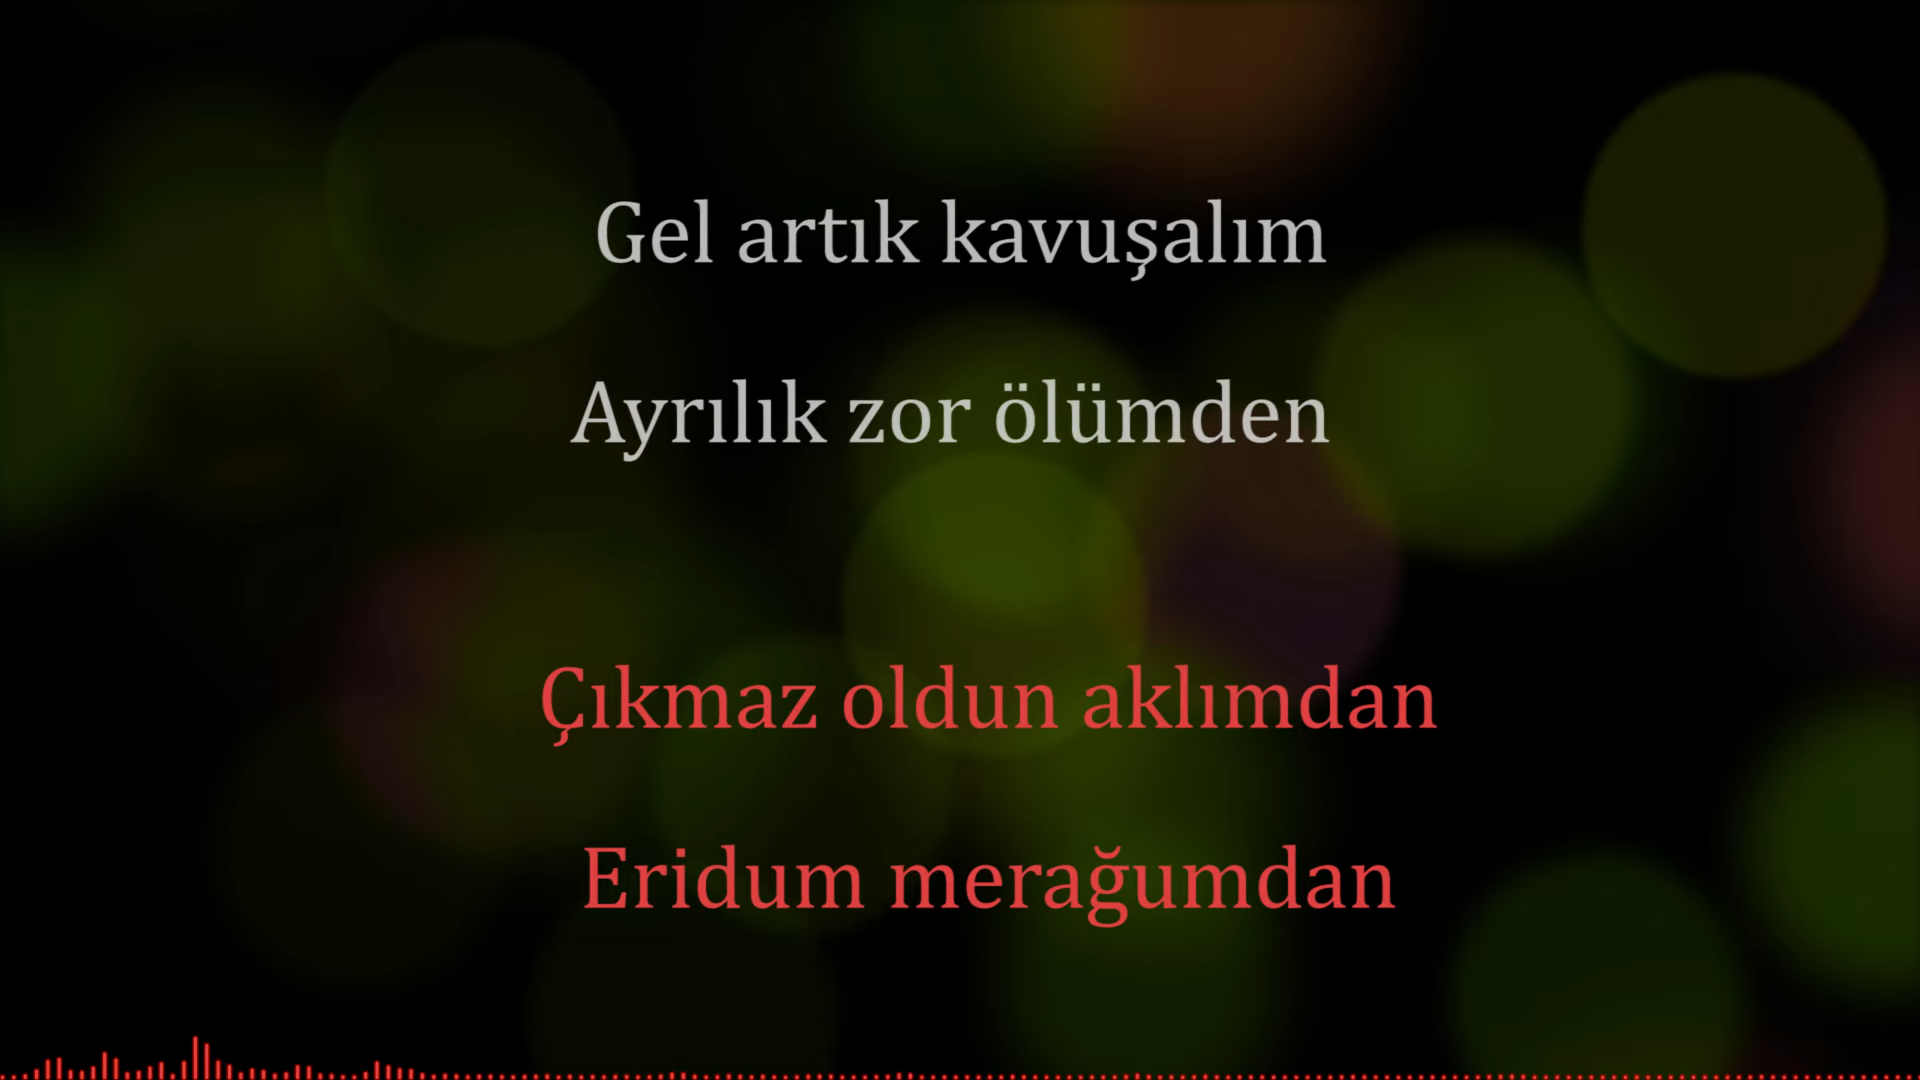 Gel artık kavuşalım
Ayrılık zor ölümden
Çıkmaz oldun aklımdan
Eridum merağumdan